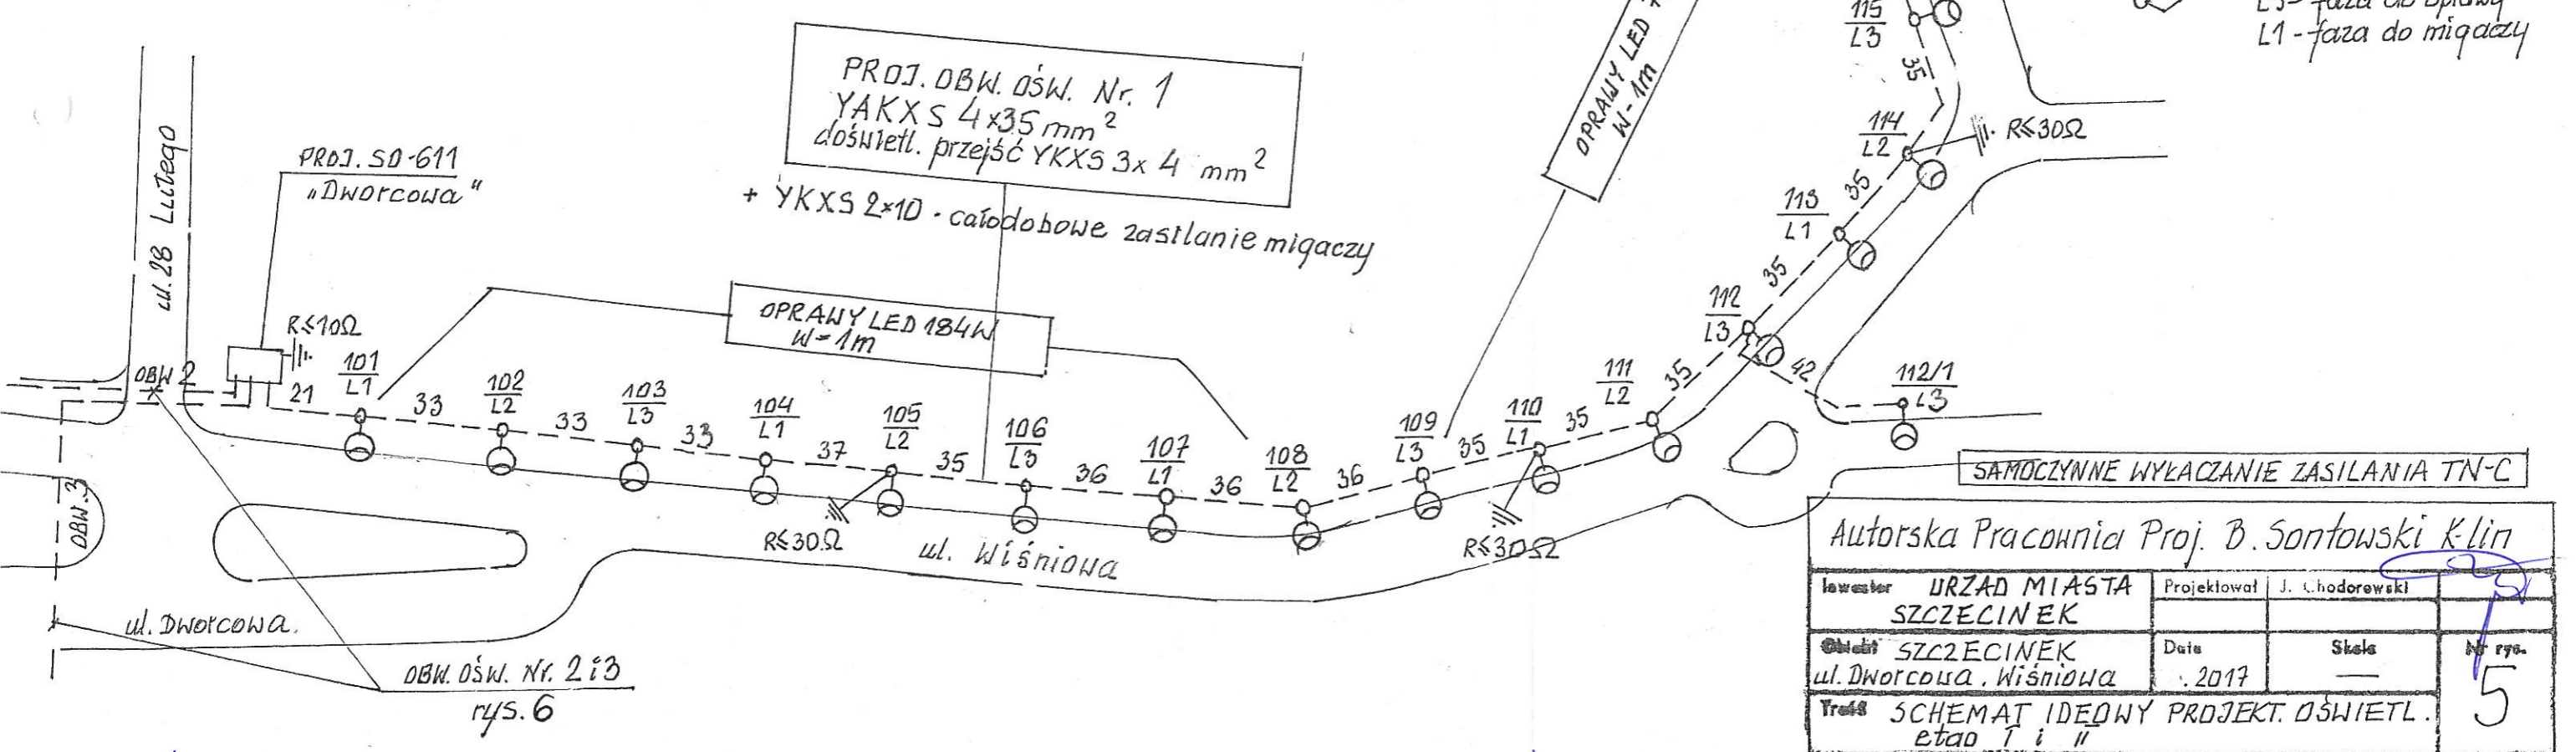 PROJ. OBW. OŚW. Nr. 1
YAKXS 4x35 mm²
doświetl. przejść YKXS 3x 4 mm²
+ YKXS 2x10 - całodobowe zasilanie migaczy
OPRAWY LED
W-1m
L1 - faza do migaczy
ul. 28 Lutego
PROJ. SO-611
„Dworcowa"
R≤10Ω
OPRAWY LED 184W
W=1m
OBW 2
21
101
L1
33
102
L2
33
103
L3
33
104
L1
37
105
L2
35
106
L3
36
107
L1
36
108
L2
36
109
L3
35
110
L1
35
111
L2
35
112
L3
42
112/1
L3
35
113
L1
35
114
L2
R≤30Ω
35
115
L3
R≤30Ω
R≤30Ω
ul. Wiśniowa
OBW.3
ul. Dworcowa.
OBW. OŚW. Nr. 2i3
rys. 6
SAMOCZYNNE WYŁACZANIE ZASILANIA TN-C
Autorska Pracownia Proj. B. Sontowski K-lin
Inwestor URZAD MIASTA
SZCZECINEK
Projektował J. Chodorowski
Obiekt SZCZECINEK
ul. Dworcowa. Wiśniowa
Data
.2017
Skala
—
Nr rys.
5
Treść SCHEMAT IDEOWY PROJEKT. OŚWIETL.
etap I i II